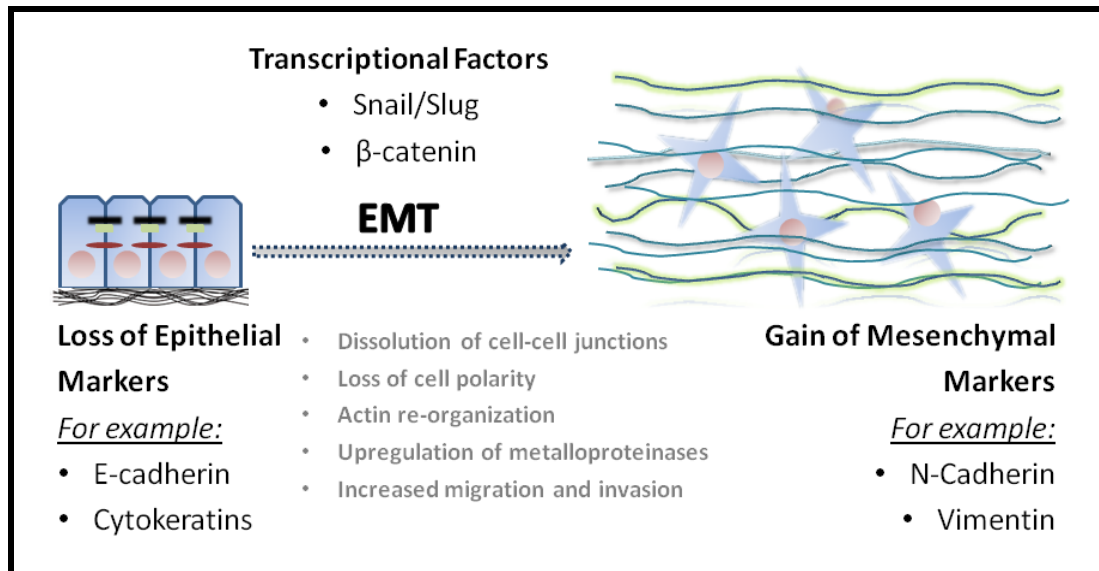 Transcriptional Factors
• Snail/Slug
• β-catenin
EMT
Loss of Epithelial
Markers
For example:
• E-cadherin
• Cytokeratins
• Dissolution of cell-cell junctions
• Loss of cell polarity
• Actin re-organization
• Upregulation of metalloproteinases
• Increased migration and invasion
Gain of Mesenchymal
Markers
For example:
• N-Cadherin
• Vimentin